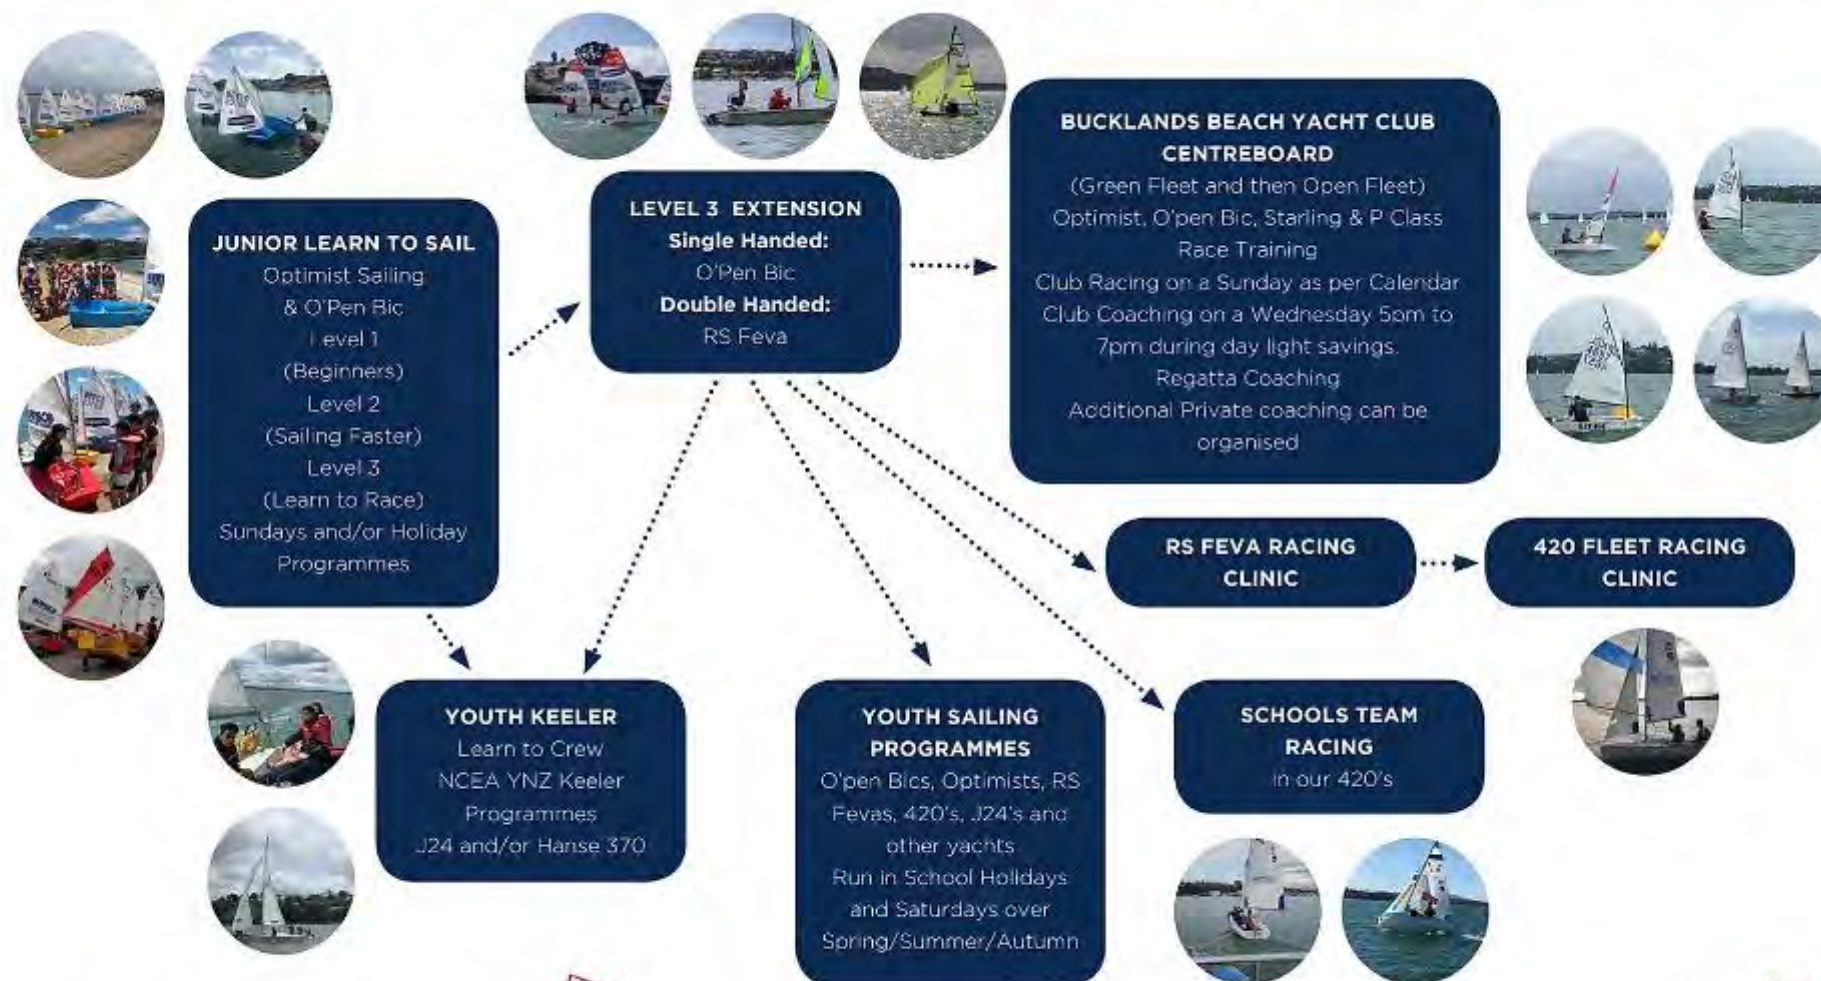 JUNIOR LEARN TO SAIL
Optimist Sailing
& O'Pen Bic
Level 1
(Beginners)
Level 2
(Sailing Faster)
Level 3
(Learn to Race)
Sundays and/or Holiday
Programmes
LEVEL 3 EXTENSION
Single Handed:
O'Pen Bic
Double Handed:
RS Feva
BUCKLANDS BEACH YACHT CLUB
CENTREBOARD
(Green Fleet and then Open Fleet)
Optimist, O'pen Bic, Starling & P Class
Race Training
Club Racing on a Sunday as per Calendar
Club Coaching on a Wednesday 5pm to
7pm during day light savings.
Regatta Coaching
Additional Private coaching can be
organised
RS FEVA RACING
CLINIC
420 FLEET RACING
CLINIC
YOUTH KEELER
Learn to Crew
NCEA YNZ Keeler
Programmes
J24 and/or Hanse 370
YOUTH SAILING
PROGRAMMES
O'pen Bics, Optimists, RS
Fevas, 420's, J24's and
other yachts
Run in School Holidays
and Saturdays over
Spring/Summer/Autumn
SCHOOLS TEAM
RACING
in our 420's